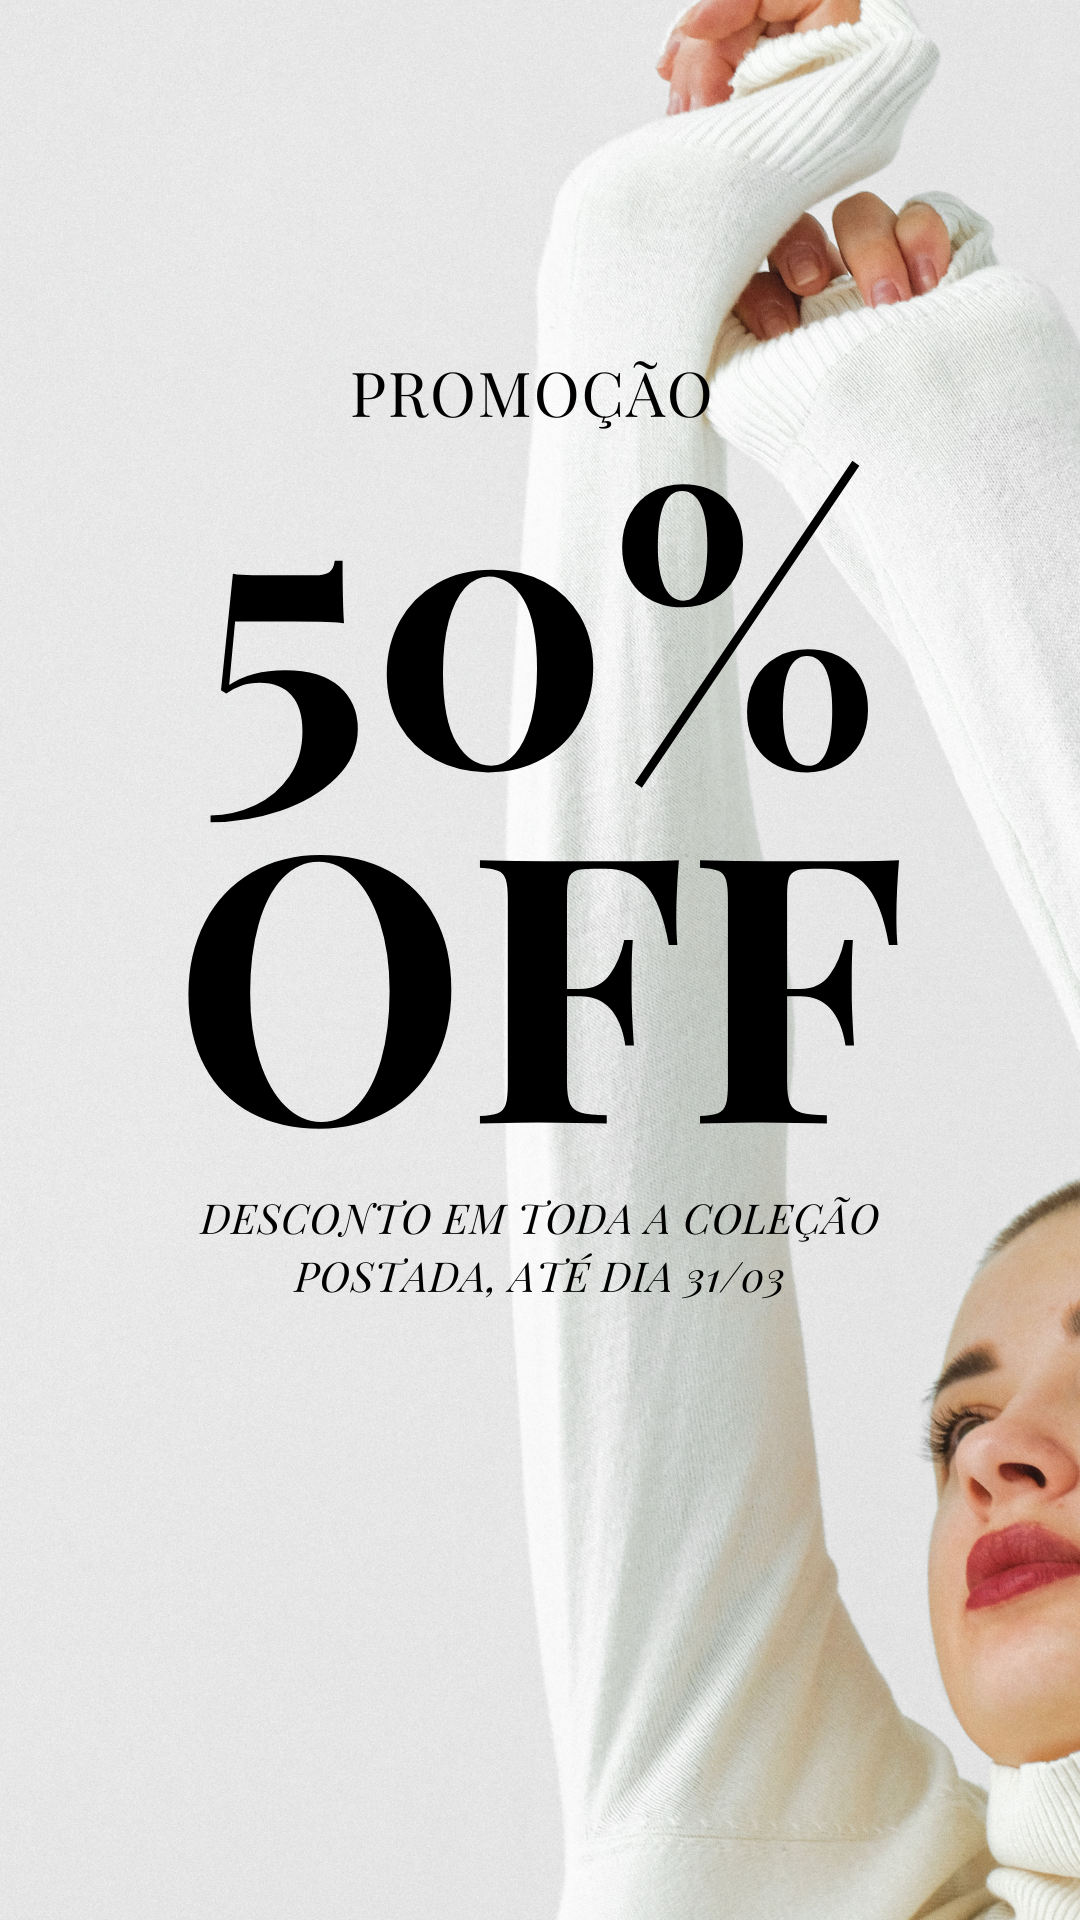 PROMOÇÃO
50%
OFF
DESCONTO EM TODA A COLEÇÃO
POSTADA, ATÉ DIA 31/03